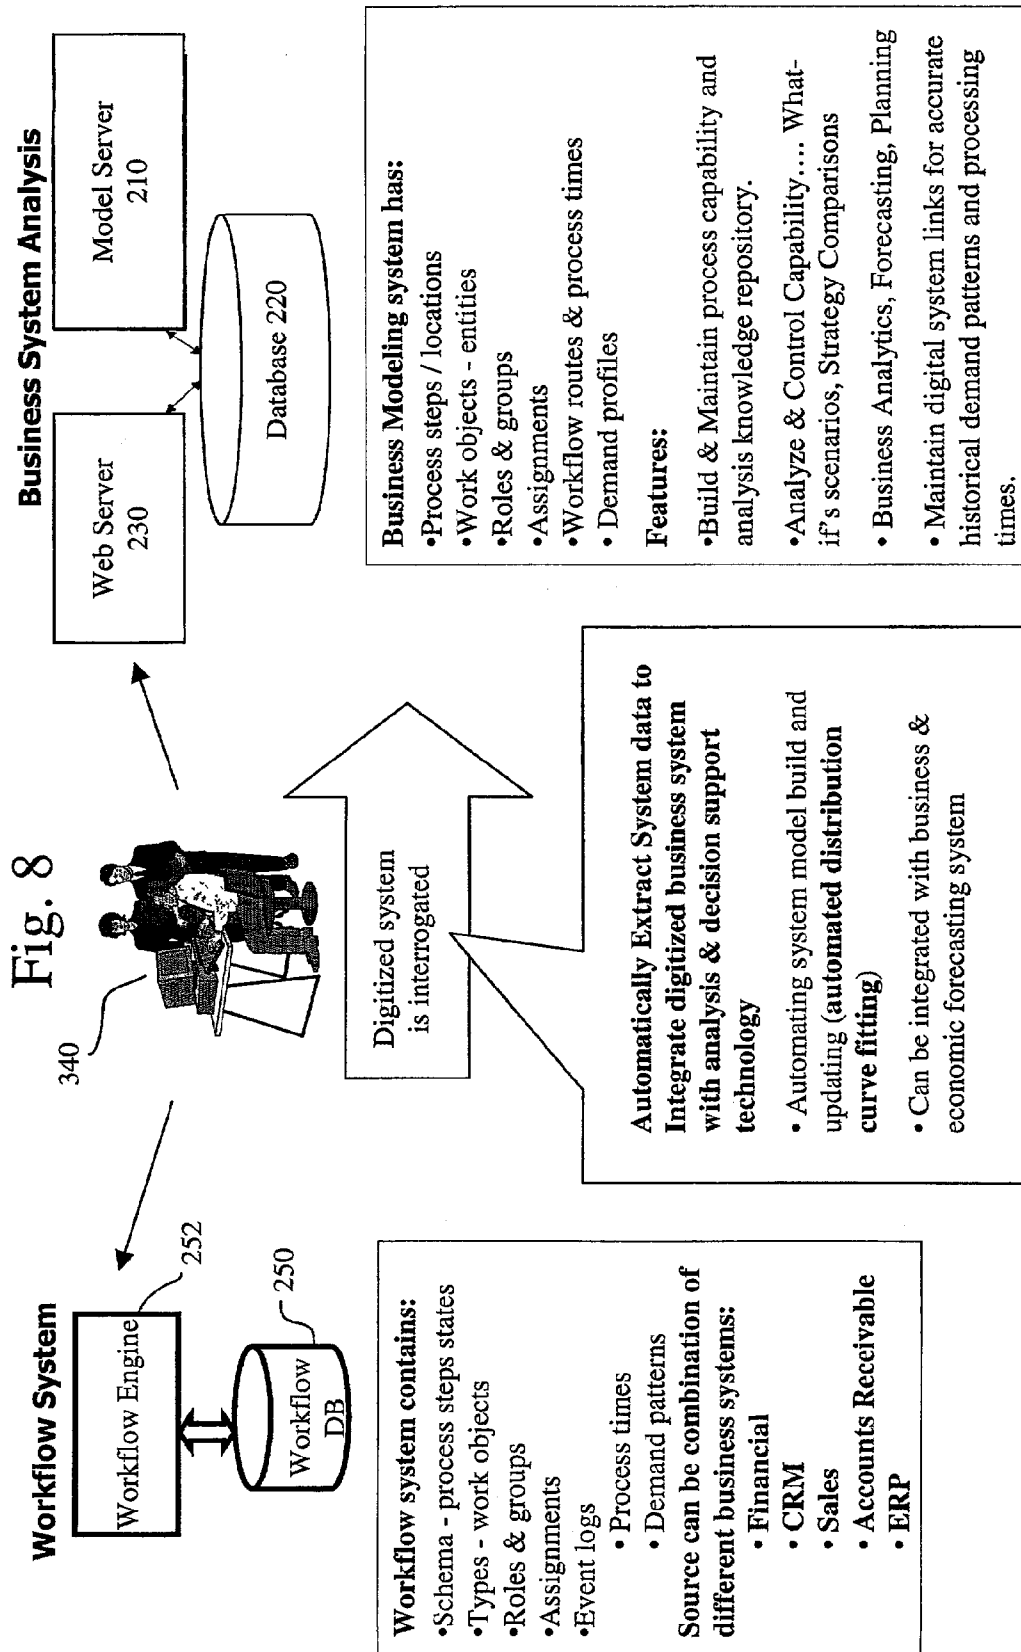 Fig. 8
Workflow System
Workflow Engine
252
Workflow
DB
250
340
Business System Analysis
Web Server
230
Model Server
210
Database 220
Digitized system
is interrogated
Workflow system contains:
•Schema - process steps states
•Types - work objects
•Roles & groups
•Assignments
•Event logs
• Process times
• Demand patterns
Source can be combination of
different business systems:
• Financial
• CRM
• Sales
• Accounts Receivable
• ERP
Automatically Extract System data to
Integrate digitized business system
with analysis & decision support
technology
• Automating system model build and
updating (automated distribution
curve fitting)
• Can be integrated with business &
economic forecasting system
Business Modeling system has:
•Process steps / locations
•Work objects - entities
•Roles & groups
•Assignments
•Workflow routes & process times
• Demand profiles
Features:
•Build & Maintain process capability and
analysis knowledge repository.
•Analyze & Control Capability.... What-
if's scenarios, Strategy Comparisons
• Business Analytics, Forecasting, Planning
• Maintain digital system links for accurate
historical demand patterns and processing
times.